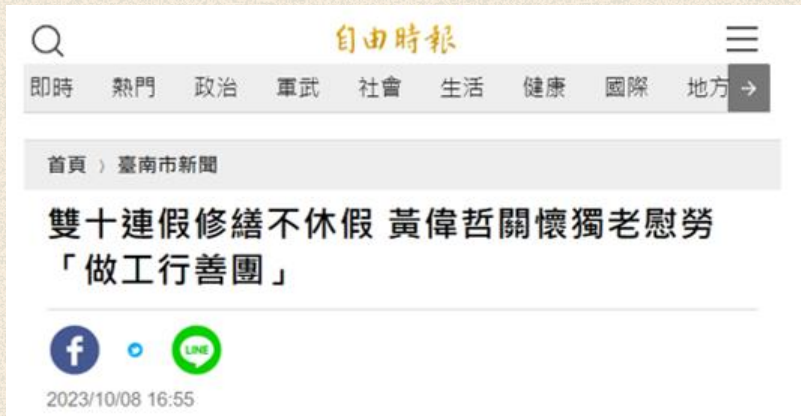 自由時報
即時 熱門 政治 軍武 社會 生活 健康 國際 地方
首頁 〉 臺南市新聞
雙十連假修繕不休假 黃偉哲關懷獨老慰勞
「做工行善團」
f LINE
2023/10/08 16:55